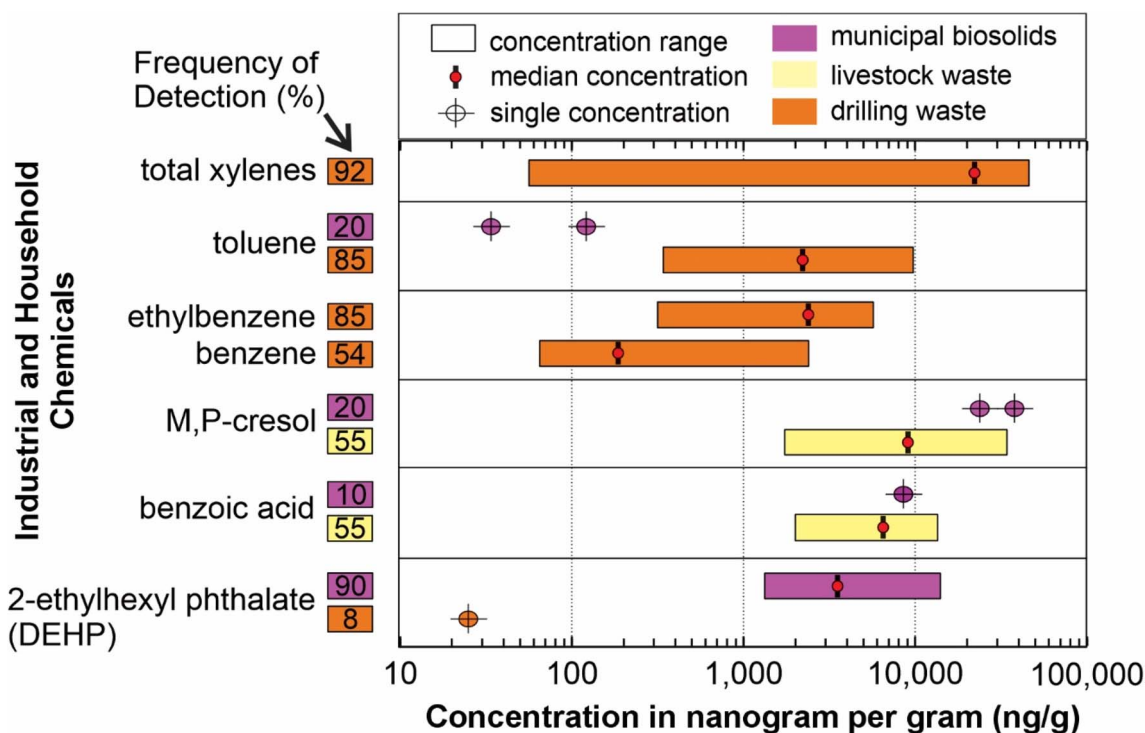 concentration range
median concentration
single concentration
municipal biosolids
livestock waste
drilling waste
Frequency of
Detection (%)
Industrial and Household
Chemicals
total xylenes 92
toluene
20
85
ethylbenzene 85
benzene 54
M,P-cresol
20
55
benzoic acid
10
55
2-ethylhexyl phthalate
(DEHP)
90
8
10 100 1,000 10,000 100,000
Concentration in nanogram per gram (ng/g)